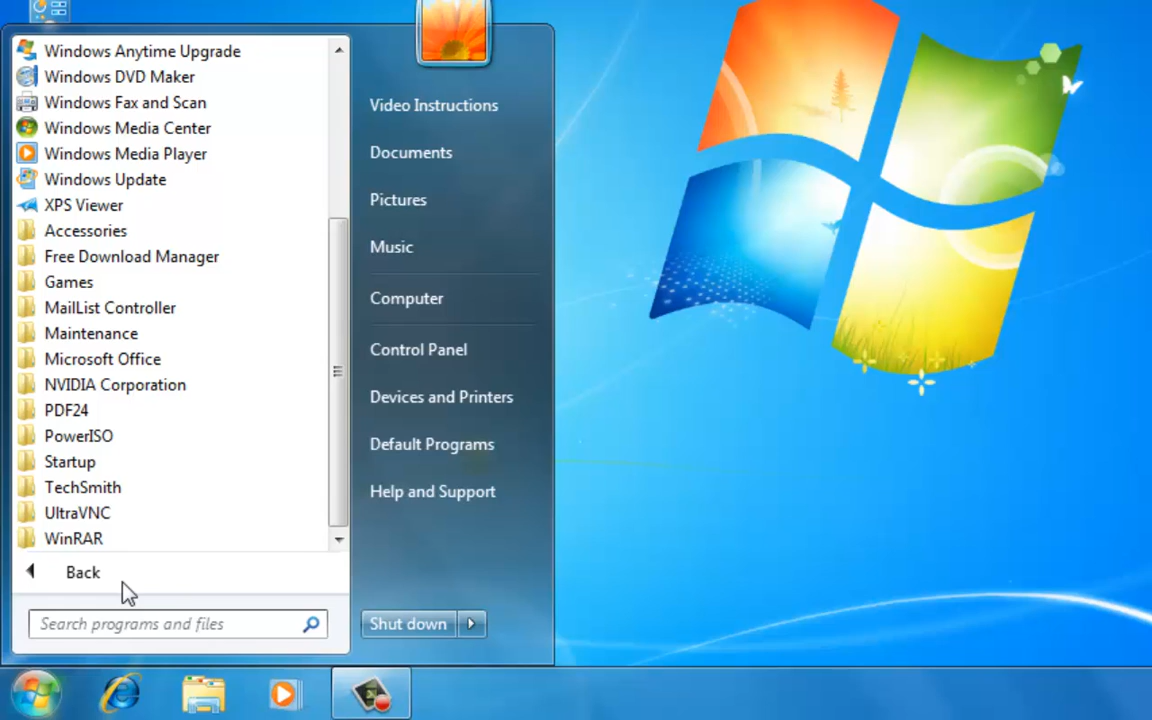 Windows Anytime Upgrade
Windows DVD Maker
Windows Fax and Scan
Windows Media Center
Windows Media Player
Windows Update
XPS Viewer
Accessories
Free Download Manager
Games
MailList Controller
Maintenance
Microsoft Office
NVIDIA Corporation
PDF24
PowerISO
Startup
TechSmith
UltraVNC
WinRAR
Back
Search programs and files
Video Instructions
Documents
Pictures
Music
Computer
Control Panel
Devices and Printers
Default Programs
Help and Support
Shut down